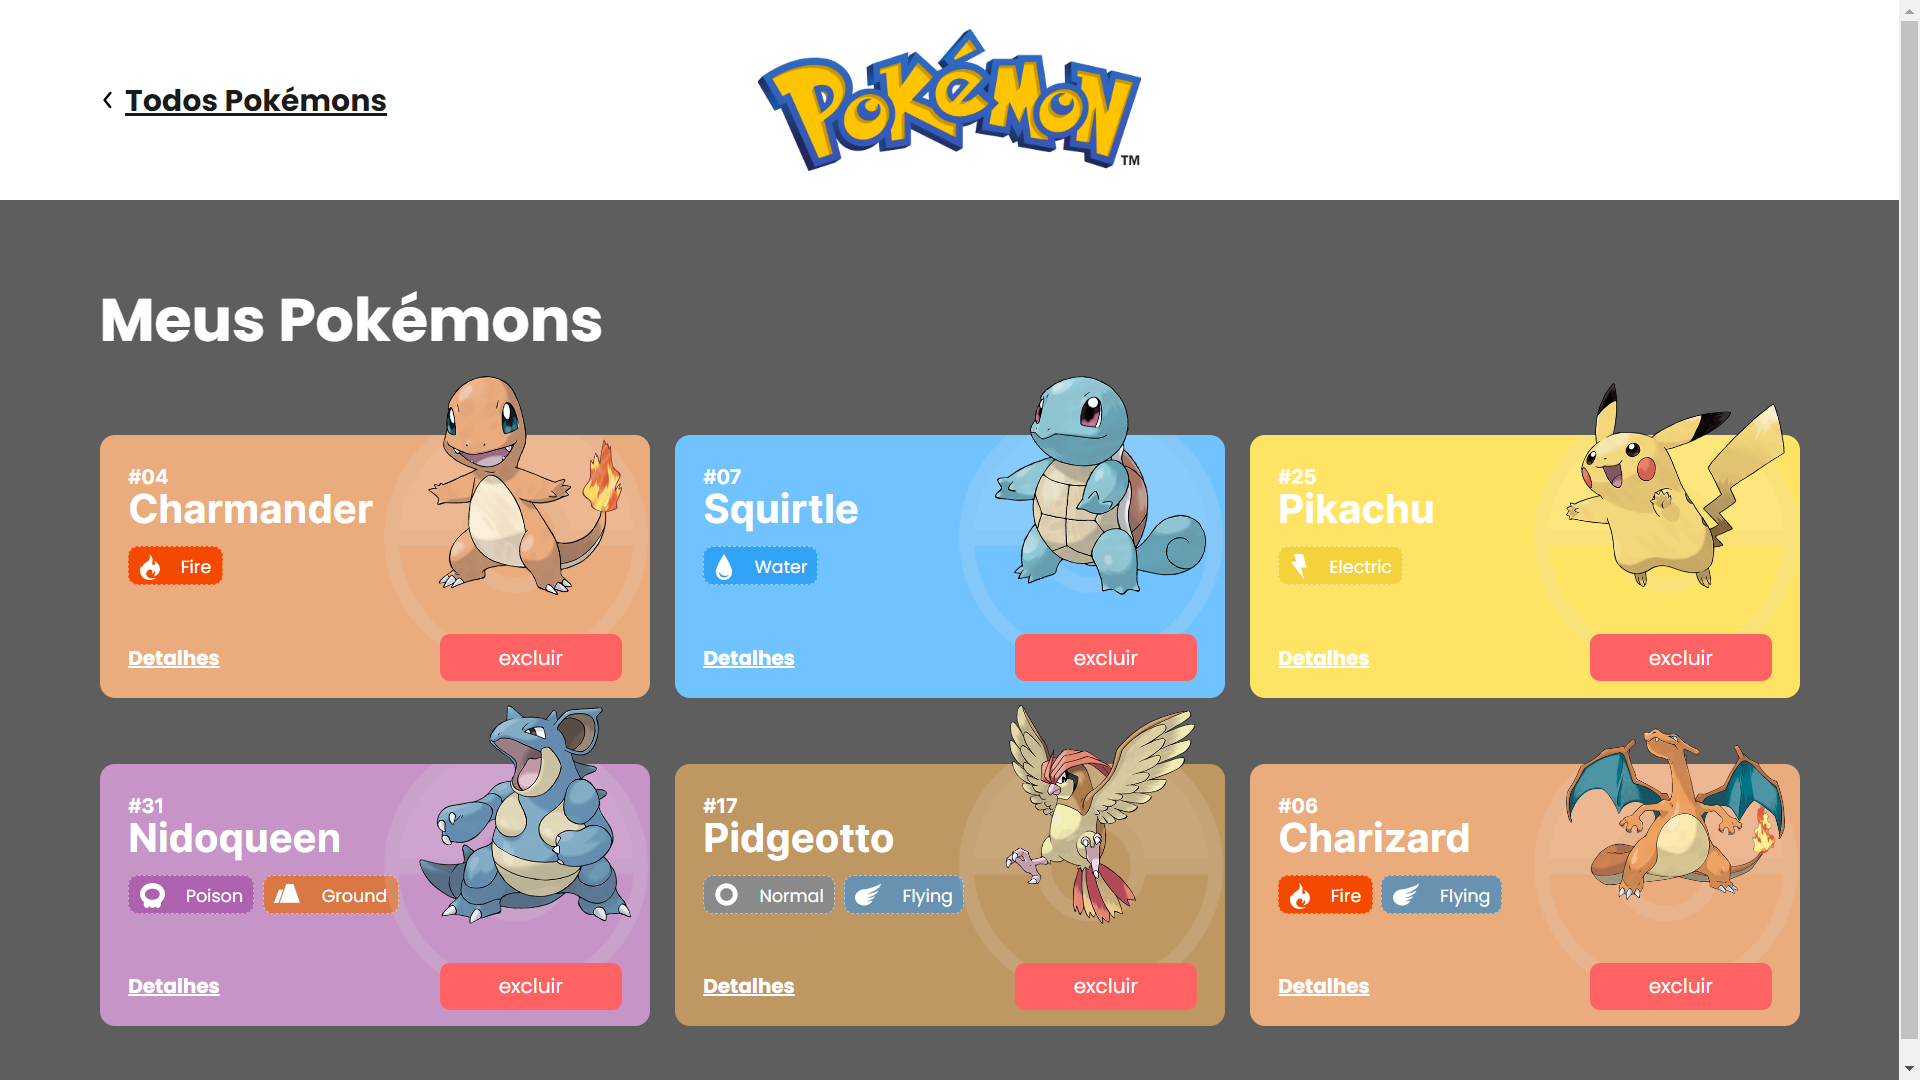 Todos Pokémons
POKéMON
TM
Meus Pokémons
#04
Charmander
Fire
Detalhes
excluir
#07
Squirtle
Water
Detalhes
excluir
#25
Pikachu
Electric
Detalhes
excluir
#31
Nidoqueen
Poison Ground
Detalhes
excluir
#17
Pidgeotto
Normal Flying
Detalhes
excluir
#06
Charizard
Fire Flying
Detalhes
excluir